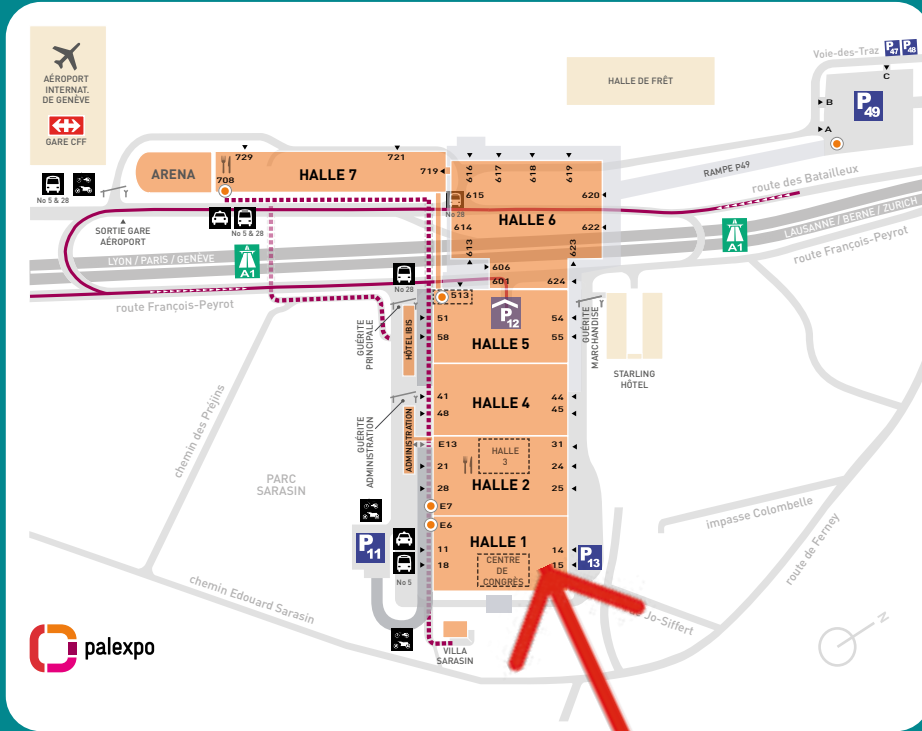 AÉROPORT
INTERNAT.
DE GENÈVE
GARE CFF
No 5 & 28
SORTIE GARE
AÉROPORT
ARENA
729
721
HALLE 7
708
719
No 5 & 28
HALLE DE FRÊT
Voie-des-Traz
P47
P48
C
B
P49
A
RAMPE P49
route des Batailleux
LAUSANNE / BERNE / ZURICH
route François-Peyrot
A1
616
617
618
619
615
No 28
620
HALLE 6
614
622
613
623
606
601
624
LYON / PARIS / GENÈVE
A1
route François-Peyrot
No 28
513
P12
GUÉRITE
PRINCIPALE
HÔTEL IBIS
51
54
58
55
HALLE 5
GUÉRITE
MARCHANDISE
STARLING
HÔTEL
41
44
48
45
HALLE 4
GUÉRITE
ADMINISTRATION
ADMINISTRATION
E13
31
HALLE
3
21
24
HALLE 2
28
25
E7
E6
HALLE 1
11
14
18
15
CENTRE
DE
CONGRÈS
P11
No 5
P13
chemin des Préjins
PARC
SARASIN
chemin Edouard Sarasin
impasse Colombelle
route de Ferney
Jo-Siffert
VILLA
SARASIN
palexpo
N